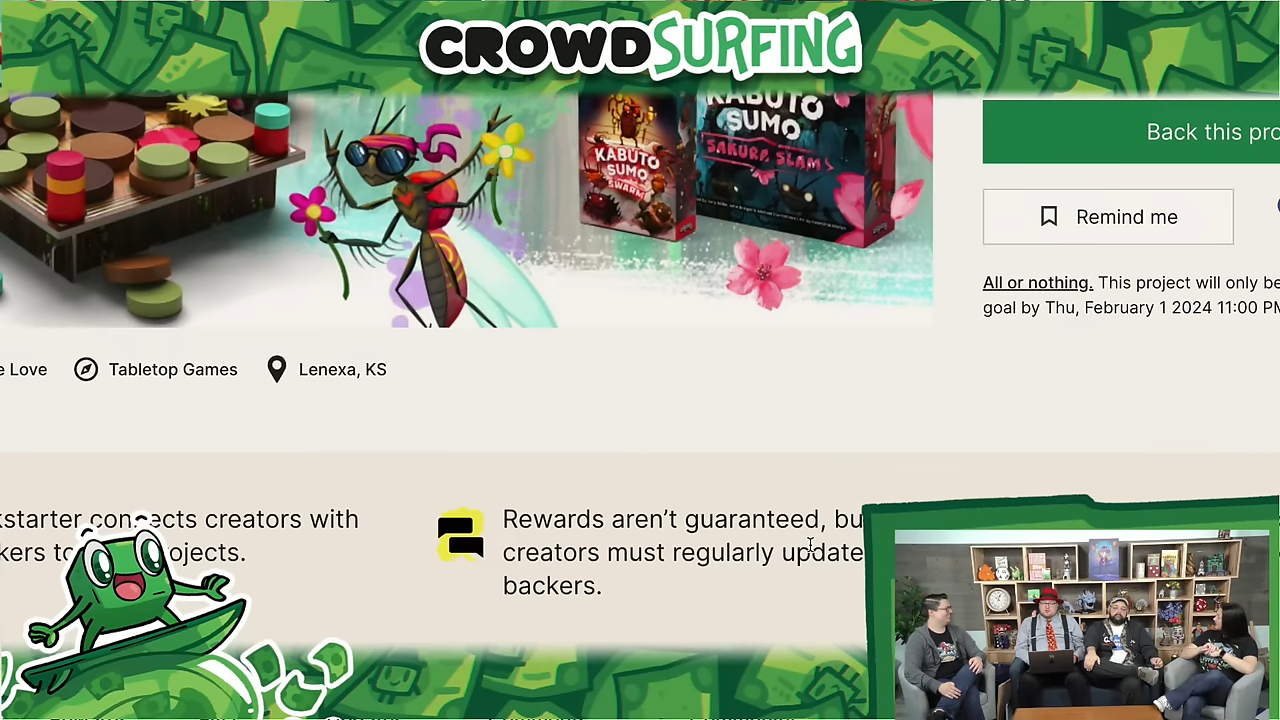 CROWDSURFING
KABUTO
SUMO
SAKURA SLAM
KABUTO
SUMO
SWARM
Back this pro
Remind me
All or nothing. This project will only be
goal by Thu, February 1 2024 11:00 PM
e Love
Tabletop Games
Lenexa, KS
kstarter connects creators with
kers to projects.
Rewards aren’t guaranteed, bu
creators must regularly update
backers.